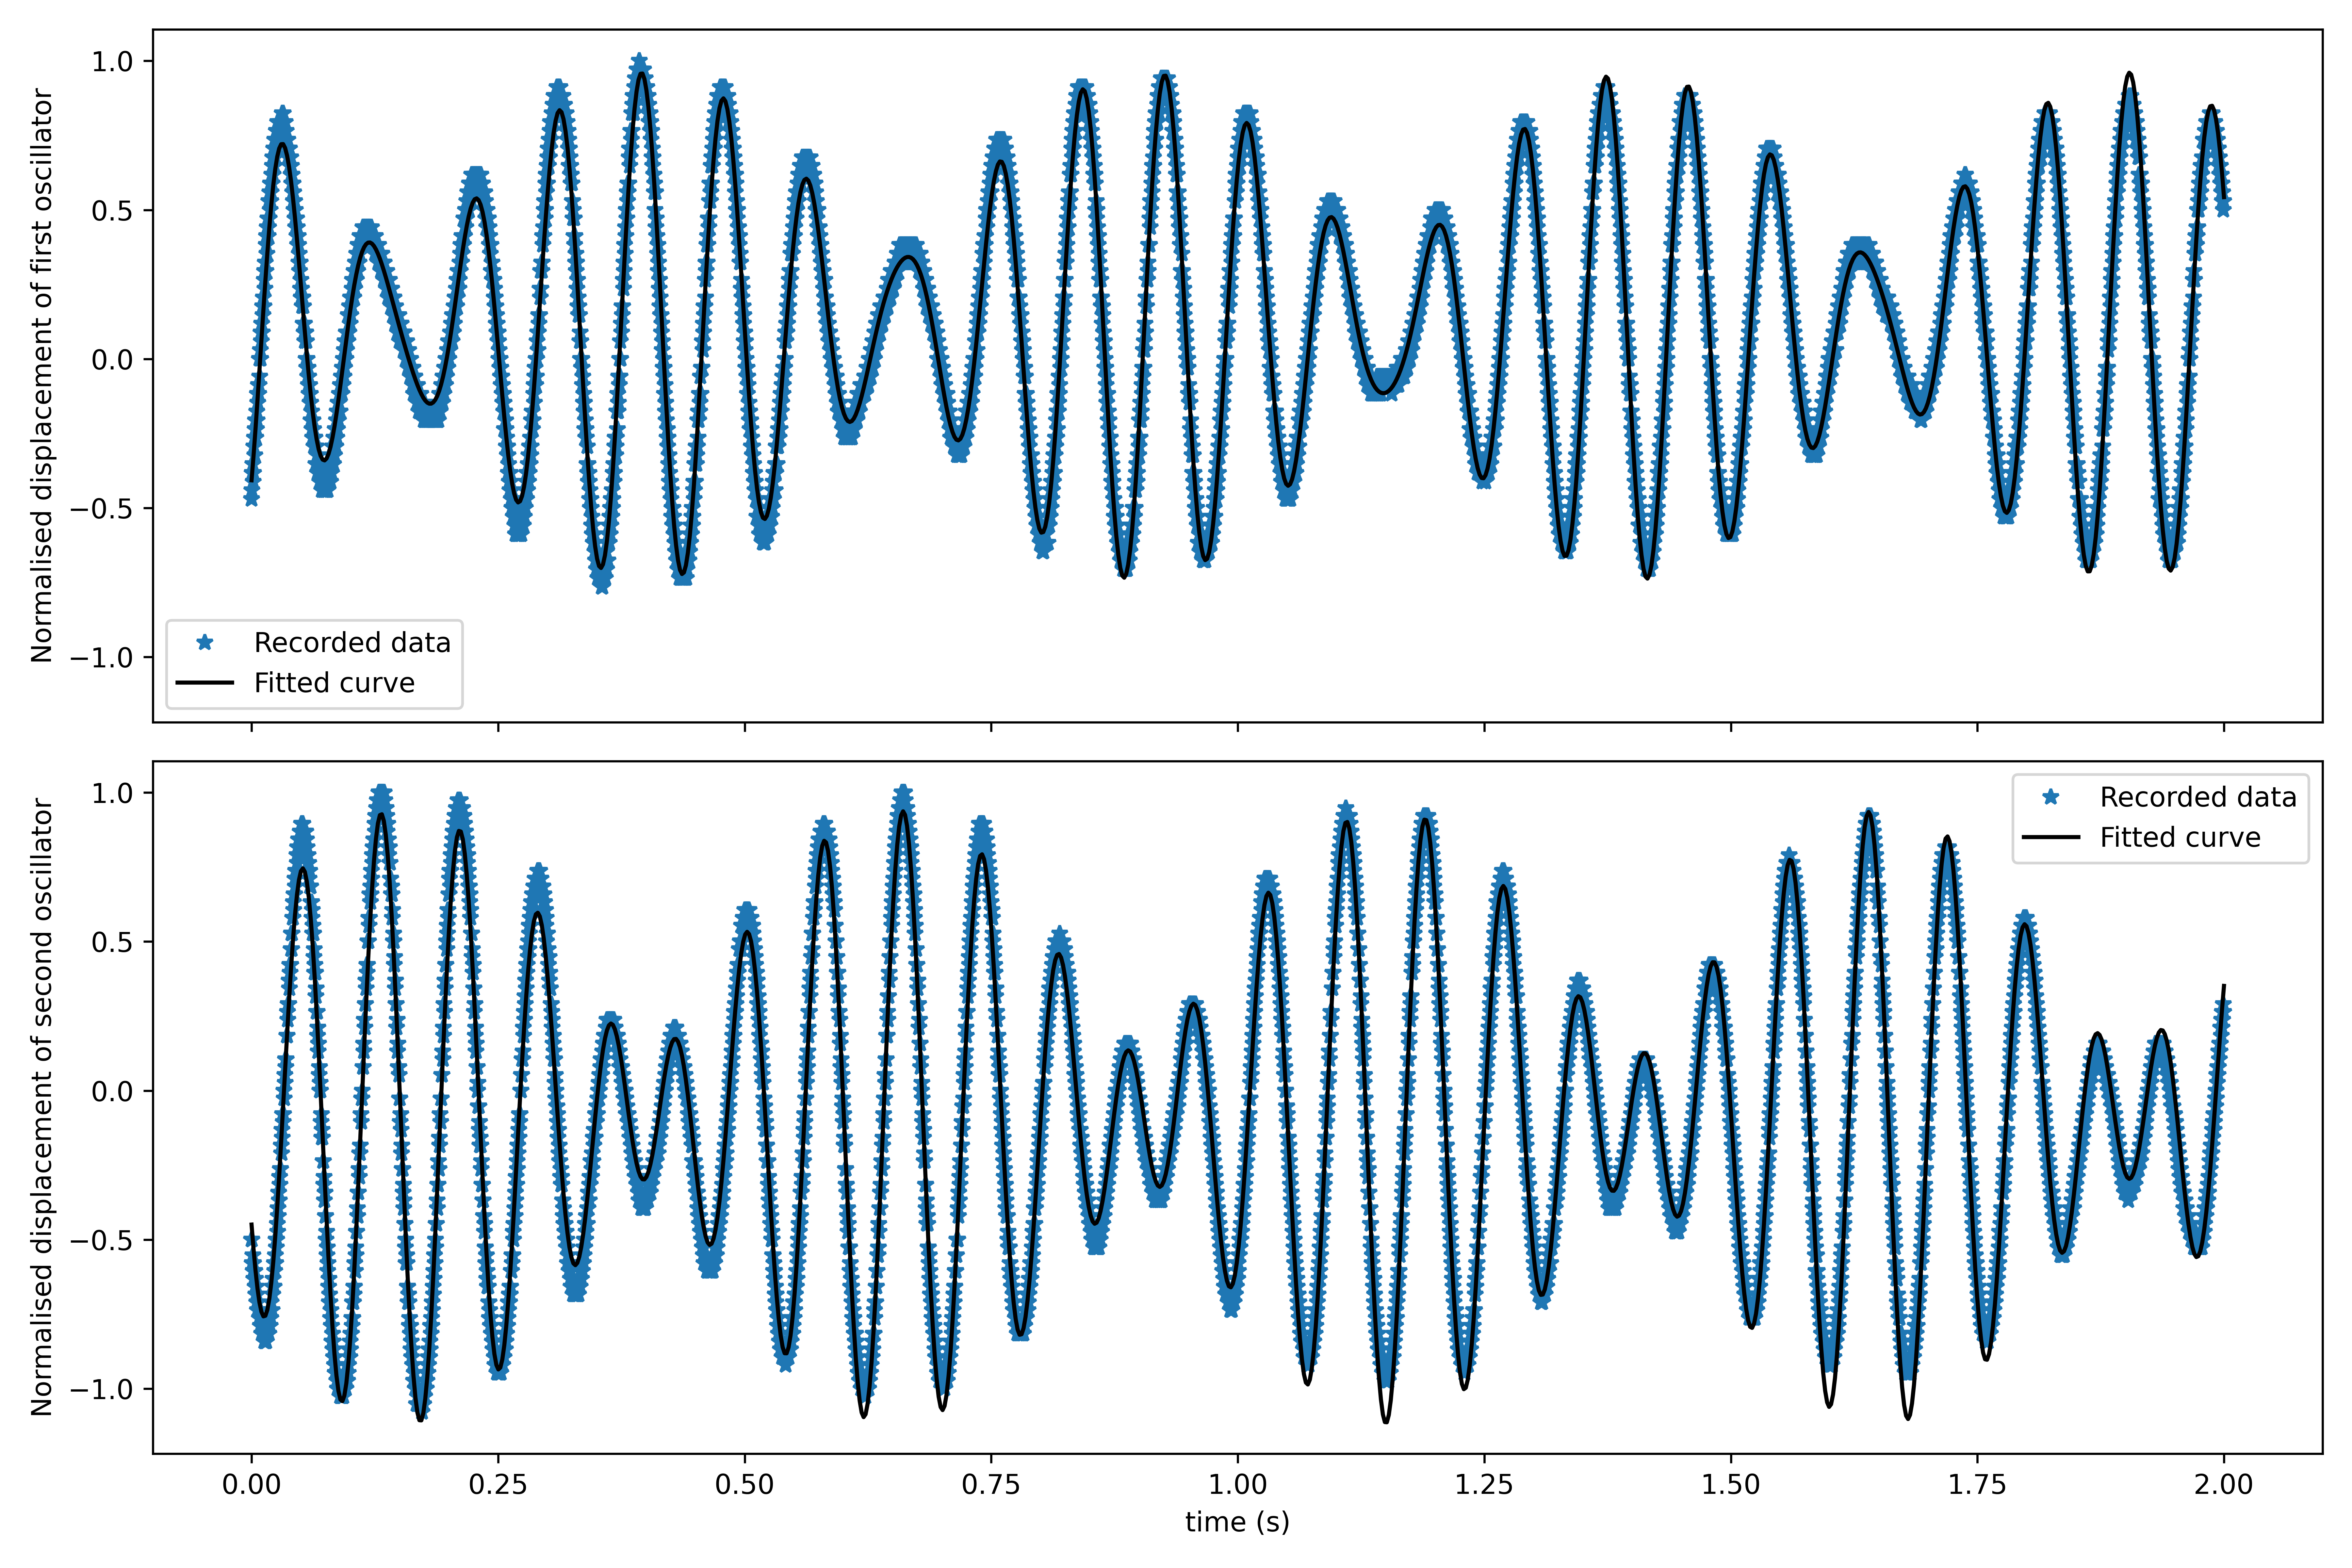 Normalised displacement of first oscillator
1.0
0.5
0.0
−0.5
−1.0
Recorded data
Fitted curve
Normalised displacement of second oscillator
1.0
0.5
0.0
−0.5
−1.0
Recorded data
Fitted curve
0.00 0.25 0.50 0.75 1.00 1.25 1.50 1.75 2.00
time (s)